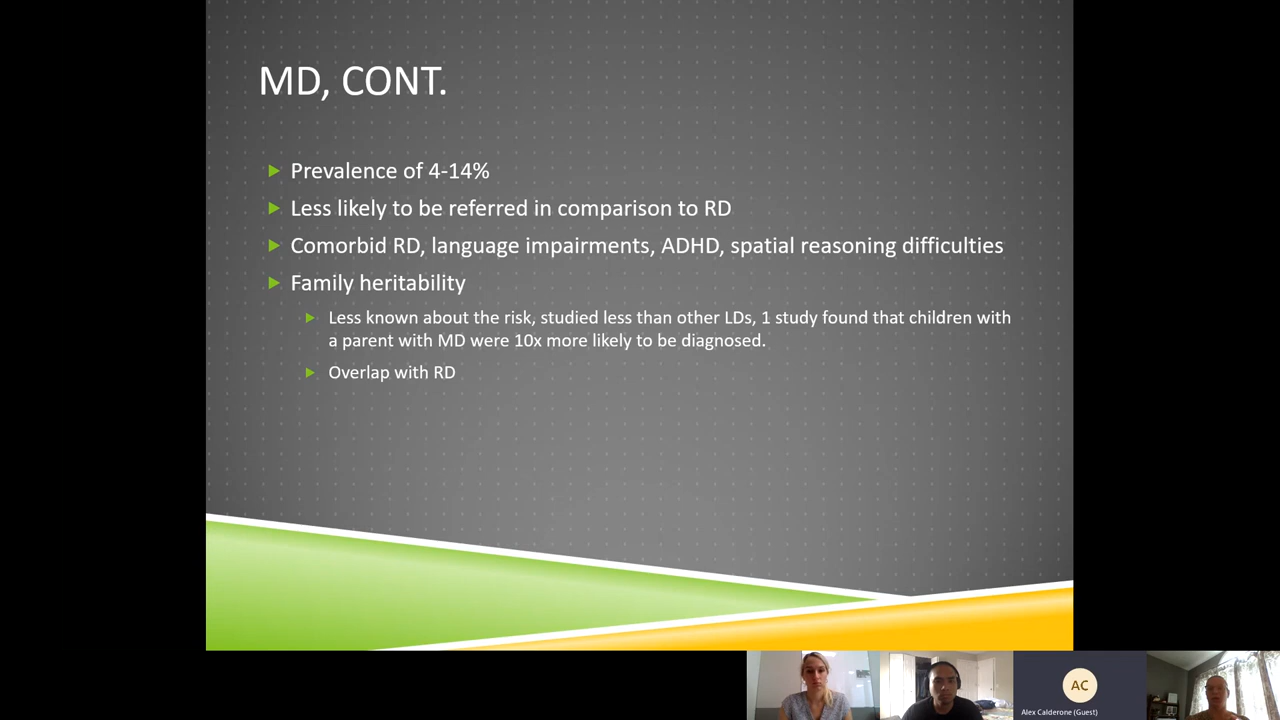 MD, CONT.
Prevalence of 4-14%
Less likely to be referred in comparison to RD
Comorbid RD, language impairments, ADHD, spatial reasoning difficulties
Family heritability
Less known about the risk, studied less than other LDs, 1 study found that children with
a parent with MD were 10x more likely to be diagnosed.
Overlap with RD
AC
Alex Calderone (Guest)